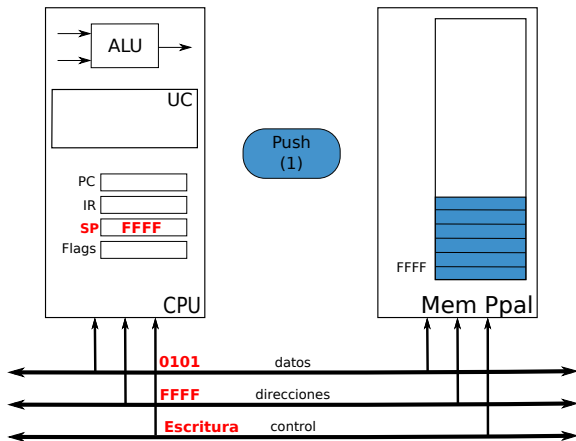 ALU
UC
Push
(1)
PC
IR
SP FFFF
Flags
CPU
FFFF
Mem Ppal
0101 datos
FFFF direcciones
Escritura control